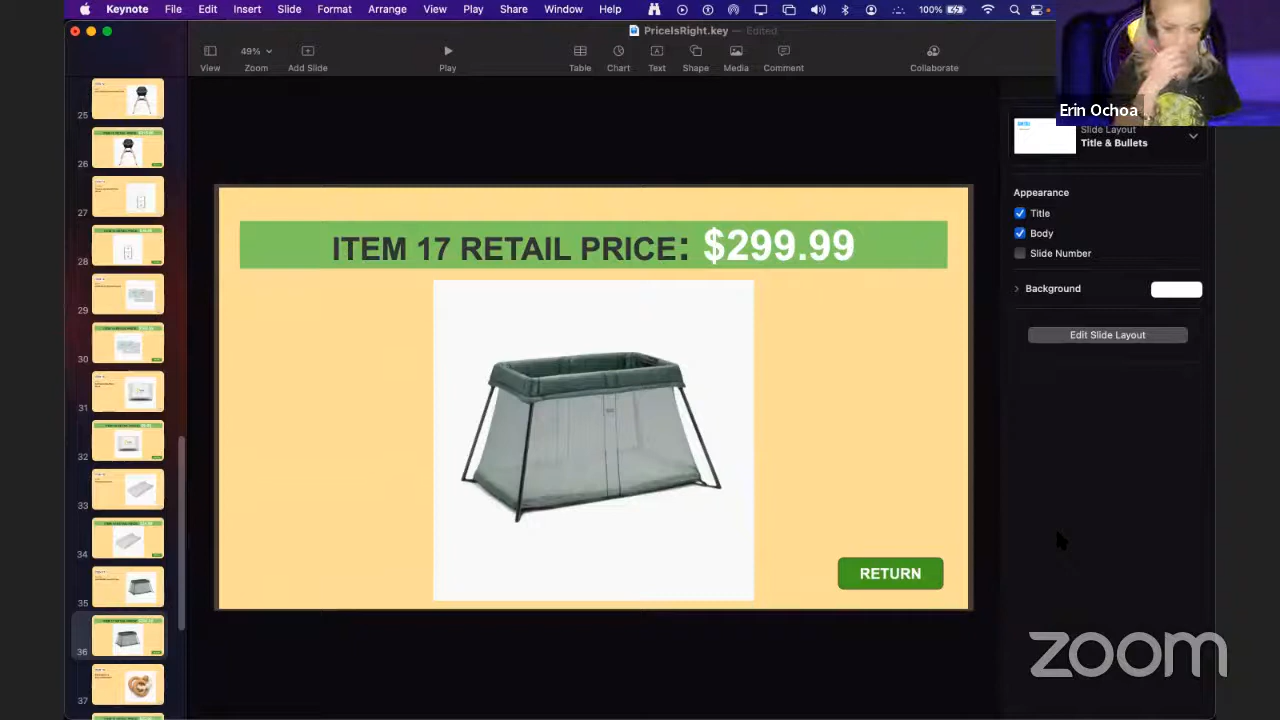 Keynote File Edit Insert Slide Format Arrange View Play Share Window Help 100%
PriceIsRight.key — Edited
49%
View Zoom Add Slide Play Table Chart Text Shape Media Comment Collaborate
Erin Ochoa
Slide Layout
Title & Bullets
Appearance
Title
Body
Slide Number
Background
Edit Slide Layout
25
26
27
28
29
30
31
32
33
34
35
36
37
ITEM 17 RETAIL PRICE: $299.99
RETURN
zoom